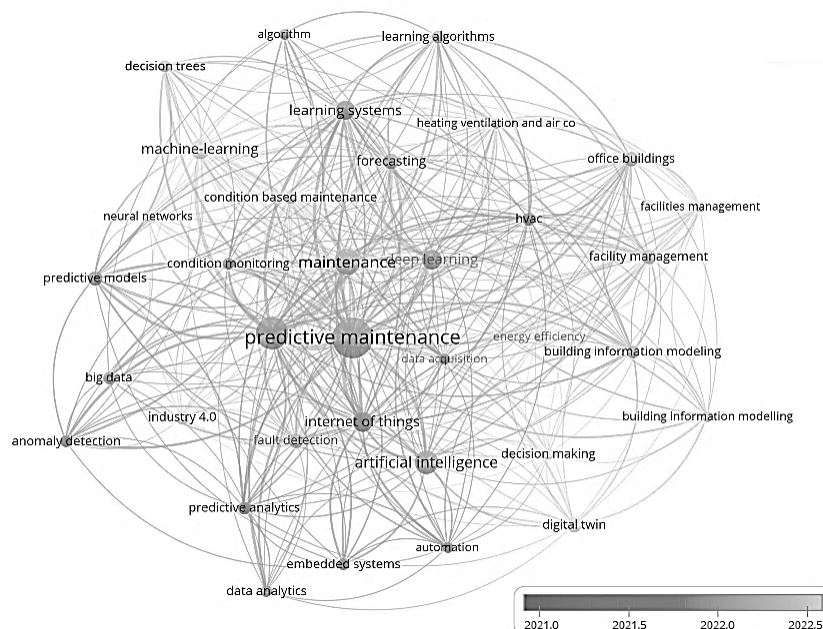 algorithm
learning algorithms
decision trees
learning systems
heating ventilation and air co
machine-learning
forecasting
office buildings
condition based maintenance
facilities management
neural networks
hvac
condition monitoring
maintenance
deep learning
facility management
predictive models
predictive maintenance
energy efficiency
building information modeling
data acquisition
big data
industry 4.0
internet of things
building information modelling
anomaly detection
fault detection
artificial intelligence
decision making
predictive analytics
digital twin
automation
embedded systems
data analytics
2021.0 2021.5 2022.0 2022.5